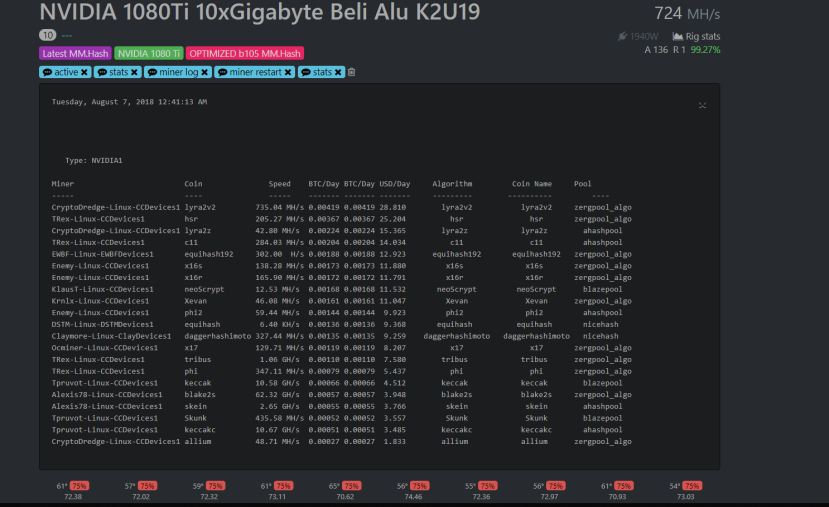 NVIDIA 1080Ti 10xGigabyte Beli Alu K2U19 724 MH/s
10 --- 1940W Rig stats
Latest MM.Hash NVIDIA 1080 Ti OPTIMIZED b105 MM.Hash A 136 R 1 99.27%
active × stats × miner log × miner restart × stats ×
Tuesday, August 7, 2018 12:41:13 AM
Type: NVIDIA1
Miner Coin Speed BTC/Day BTC/Day USD/Day Algorithm Coin Name Pool
----- ---- ----- ------- ------- ------- --------- --------- ----
CryptoDredge-Linux-CCDevices1 lyra2v2 735.04 MH/s 0.00419 0.00419 28.810 lyra2v2 lyra2v2 zergpool_algo
TRex-Linux-CCDevices1 hsr 205.27 MH/s 0.00367 0.00367 25.204 hsr hsr zergpool_algo
CryptoDredge-Linux-CCDevices1 lyra2z 42.80 MH/s 0.00224 0.00224 15.365 lyra2z lyra2z ahashpool
TRex-Linux-CCDevices1 c11 284.03 MH/s 0.00204 0.00204 14.034 c11 c11 ahashpool
EWBF-Linux-EWBFDevices1 equihash192 302.00 H/s 0.00188 0.00188 12.923 equihash192 equihash192 zergpool_algo
Enemy-Linux-CCDevices1 x16s 138.28 MH/s 0.00173 0.00173 11.880 x16s x16s zergpool_algo
Enemy-Linux-CCDevices1 x16r 165.90 MH/s 0.00172 0.00172 11.791 x16r x16r zergpool_algo
KlausT-Linux-CCDevices1 neoScrypt 12.53 MH/s 0.00168 0.00168 11.532 neoScrypt neoScrypt blazepool
Krnlx-Linux-CCDevices1 Xevan 46.08 MH/s 0.00161 0.00161 11.047 Xevan Xevan zergpool_algo
Enemy-Linux-CCDevices1 phi2 59.44 MH/s 0.00144 0.00144 9.923 phi2 phi2 ahashpool
DSTM-Linux-DSTMDevices1 equihash 6.40 KH/s 0.00136 0.00136 9.368 equihash equihash nicehash
Claymore-Linux-ClayDevices1 daggerhashimoto 327.44 MH/s 0.00135 0.00135 9.259 daggerhashimoto daggerhashimoto nicehash
Ocminer-Linux-CCDevices1 x17 129.71 MH/s 0.00119 0.00119 8.207 x17 x17 zergpool_algo
TRex-Linux-CCDevices1 tribus 1.06 GH/s 0.00110 0.00110 7.580 tribus tribus zergpool_algo
TRex-Linux-CCDevices1 phi 347.11 MH/s 0.00079 0.00079 5.437 phi phi zergpool_algo
Tpruvot-Linux-CCDevices1 keccak 10.58 GH/s 0.00066 0.00066 4.512 keccak keccak blazepool
Alexis78-Linux-CCDevices1 blake2s 62.32 GH/s 0.00057 0.00057 3.948 blake2s blake2s zergpool_algo
Alexis78-Linux-CCDevices1 skein 2.65 GH/s 0.00055 0.00055 3.766 skein skein ahashpool
Tpruvot-Linux-CCDevices1 Skunk 435.58 MH/s 0.00052 0.00052 3.557 Skunk Skunk blazepool
Tpruvot-Linux-CCDevices1 keccakc 10.67 GH/s 0.00051 0.00051 3.485 keccakc keccakc ahashpool
CryptoDredge-Linux-CCDevices1 allium 48.71 MH/s 0.00027 0.00027 1.833 allium allium zergpool_algo
61° 75% 57° 75% 59° 75% 61° 75% 65° 75% 56° 75% 55° 75% 56° 75% 61° 75% 54° 75%
72.38 72.02 72.32 73.11 70.62 74.46 72.36 72.97 70.93 73.03